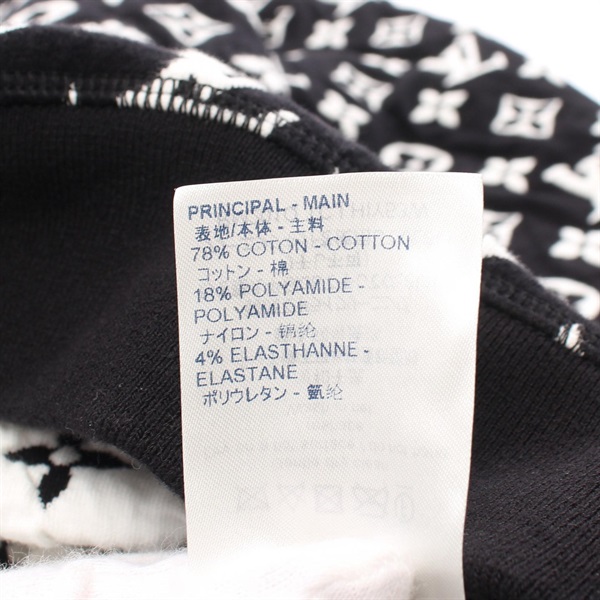 PRINCIPAL - MAIN
表地/本体 - 主料
78% COTON - COTTON
コットン - 棉
18% POLYAMIDE -
POLYAMIDE
ナイロン - 锦纶
4% ELASTHANNE -
ELASTANE
ポリウレタン - 氨纶